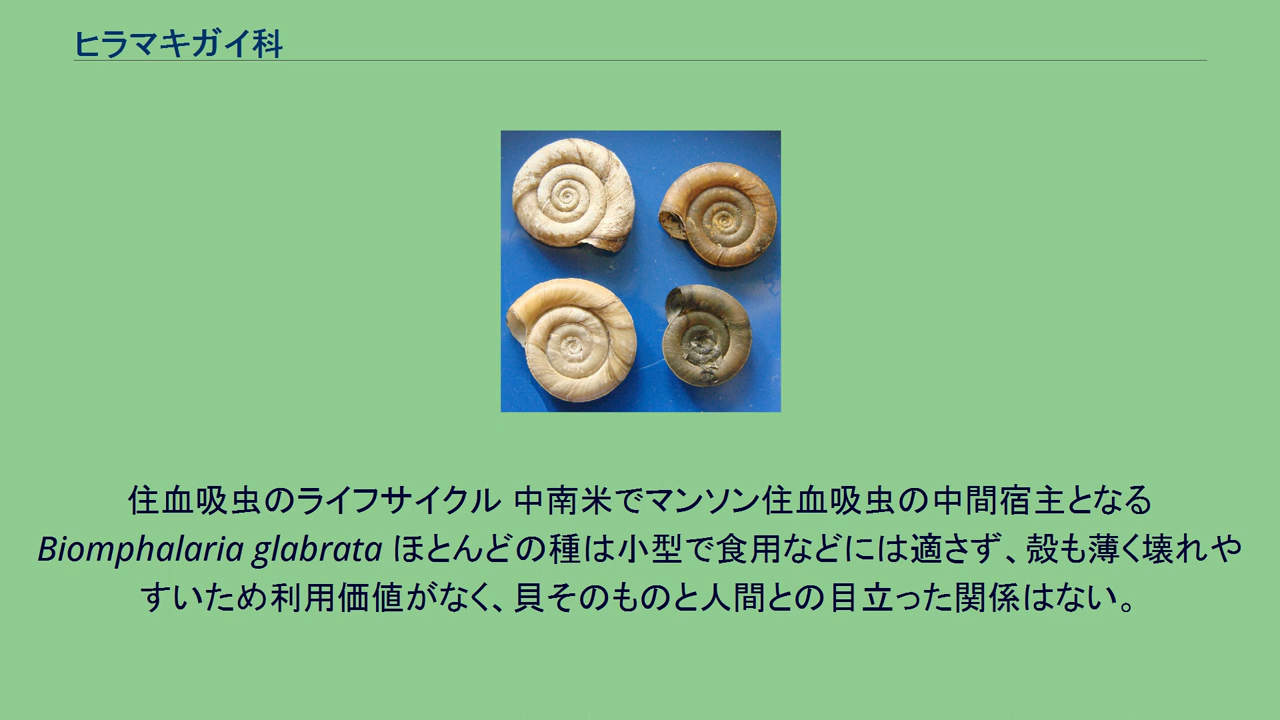 ヒラマキガイ科
住血吸虫のライフサイクル 中南米でマンソン住血吸虫の中間宿主となる
Biomphalaria glabrata ほとんどの種は小型で食用などには適さず、殻も薄く壊れや
すいため利用価値がなく、貝そのものと人間との目立った関係はない。